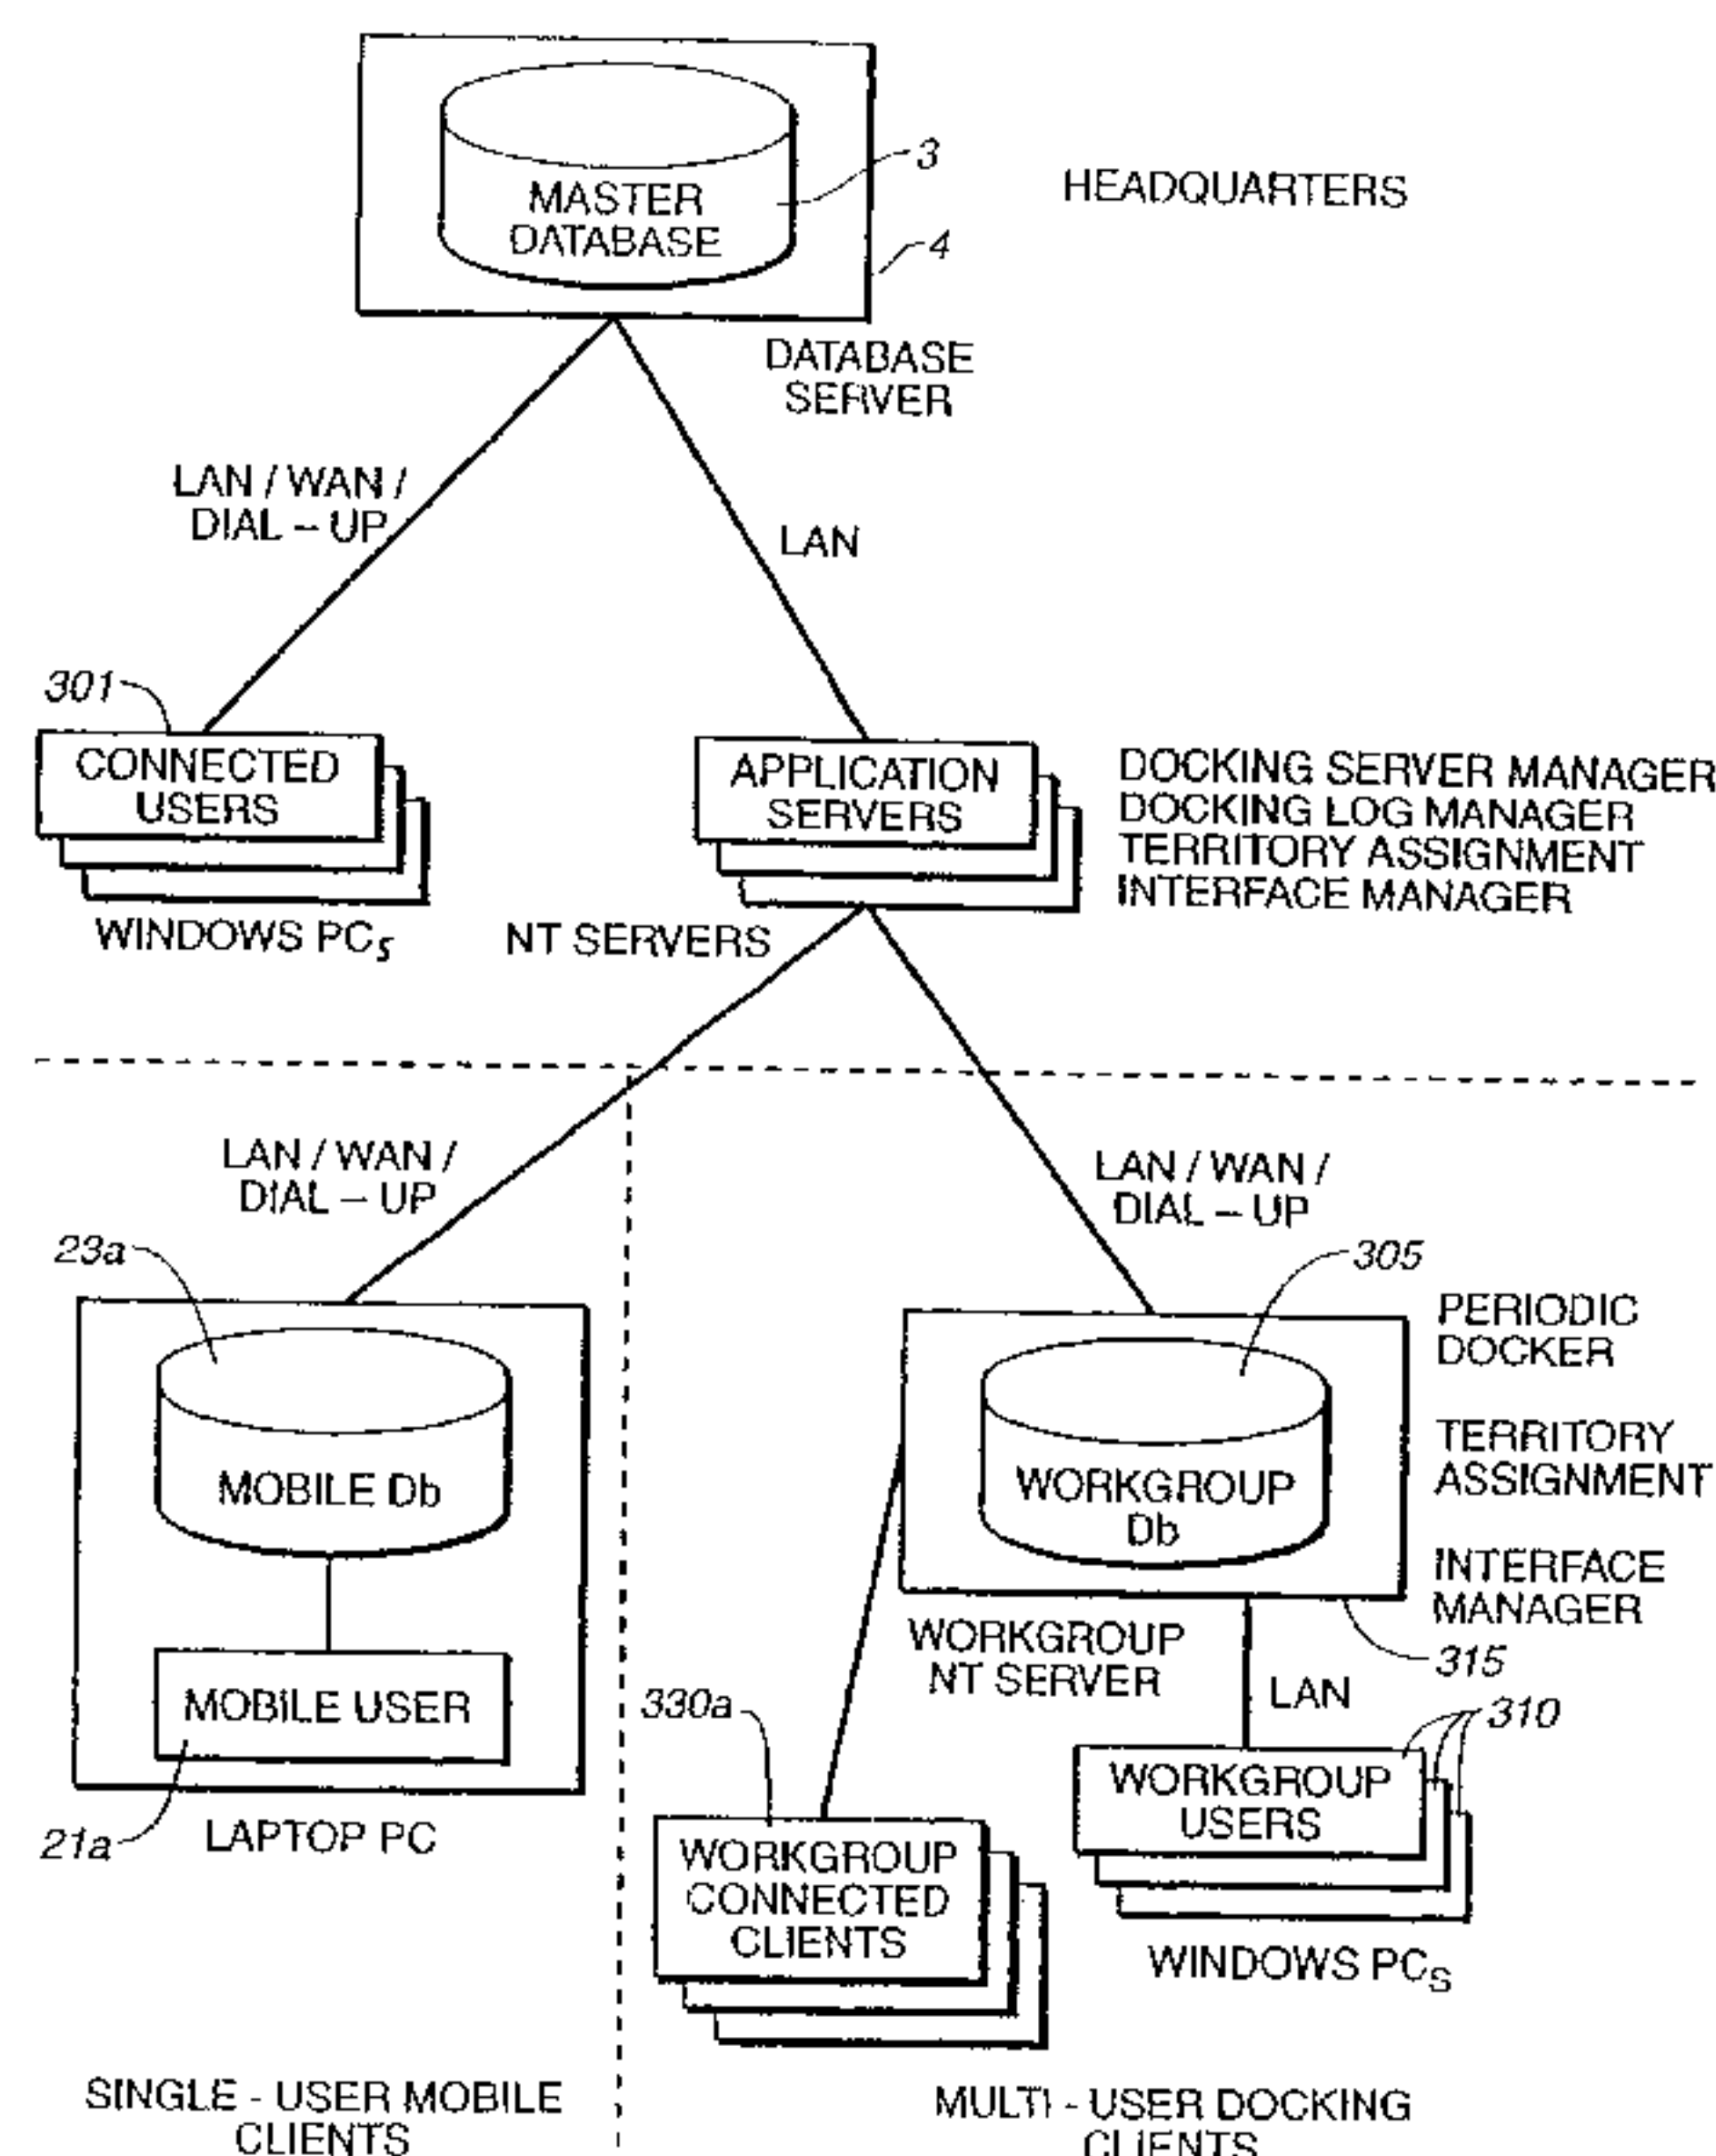 MASTER
DATABASE
3
4
HEADQUARTERS
DATABASE
SERVER
LAN / WAN /
DIAL – UP
LAN
301
CONNECTED
USERS
WINDOWS PCs
APPLICATION
SERVERS
NT SERVERS
DOCKING SERVER MANAGER
DOCKING LOG MANAGER
TERRITORY ASSIGNMENT
INTERFACE MANAGER
LAN / WAN /
DIAL – UP
LAN / WAN /
DIAL – UP
23a
MOBILE Db
MOBILE USER
21a
LAPTOP PC
305
WORKGROUP
Db
PERIODIC
DOCKER
TERRITORY
ASSIGNMENT
INTERFACE
MANAGER
315
WORKGROUP
NT SERVER
LAN
330a
310
WORKGROUP
USERS
WORKGROUP
CONNECTED
CLIENTS
WINDOWS PCs
SINGLE - USER MOBILE
CLIENTS
MULTI - USER DOCKING
CLIENTS